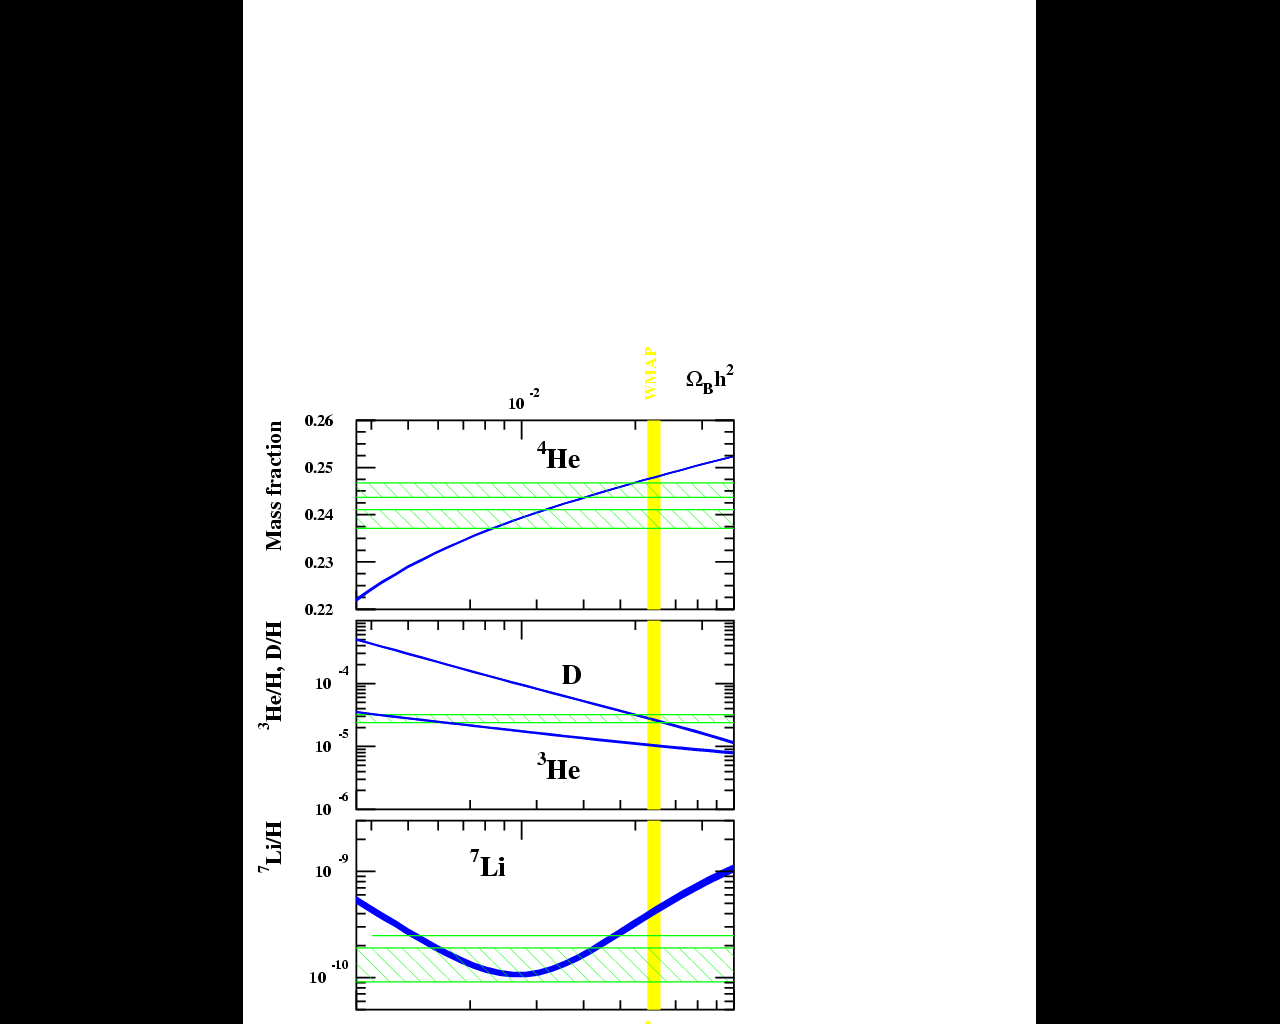 WMAP
Ω_B h²
10⁻²
Mass fraction
0.26
0.25
0.24
0.23
0.22
⁴He
³He/H, D/H
10⁻⁴
10⁻⁵
10⁻⁶
D
³He
⁷Li/H
10⁻⁹
10⁻¹⁰
⁷Li